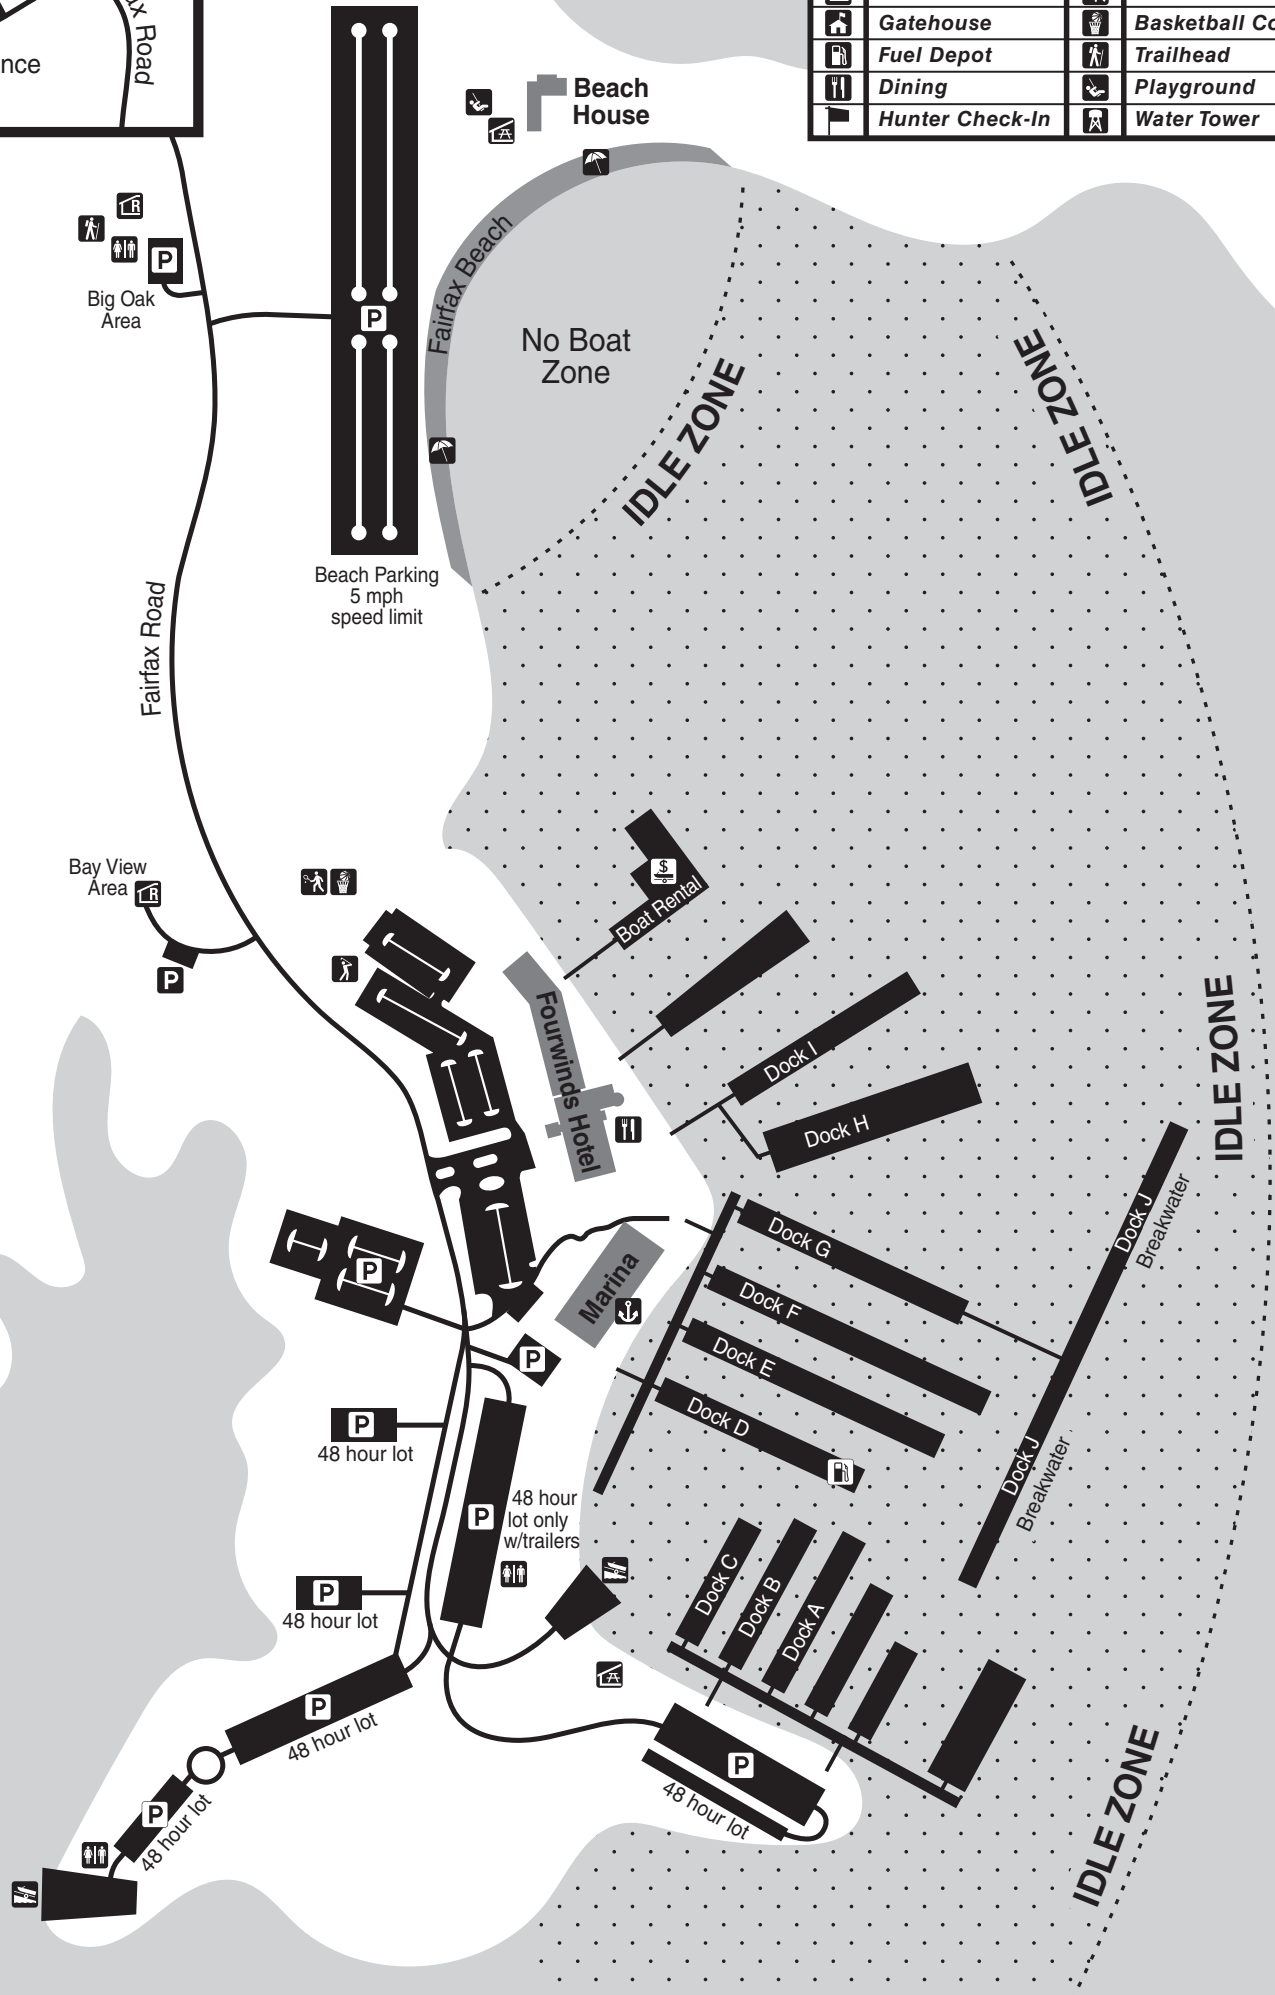 ax Road
nce
Gatehouse
Basketball Co
Fuel Depot
Trailhead
Dining
Playground
Hunter Check-In
Water Tower
Beach
House
R
P
Big Oak
Area
P
Fairfax Beach
No Boat
Zone
IDLE ZONE
IDLE ZONE
Beach Parking
5 mph
speed limit
Fairfax Road
Bay View
Area
R
P
$
Boat Rental
Fourwinds Hotel
Dock I
Dock H
IDLE ZONE
Dock J
Breakwater
Dock G
Dock F
Dock E
Dock D
Marina
P
P
P
48 hour lot
P
48 hour
lot only
w/trailers
Dock J
Breakwater
P
48 hour lot
Dock C
Dock B
Dock A
P
48 hour lot
P
48 hour lot
P
48 hour lot
IDLE ZONE